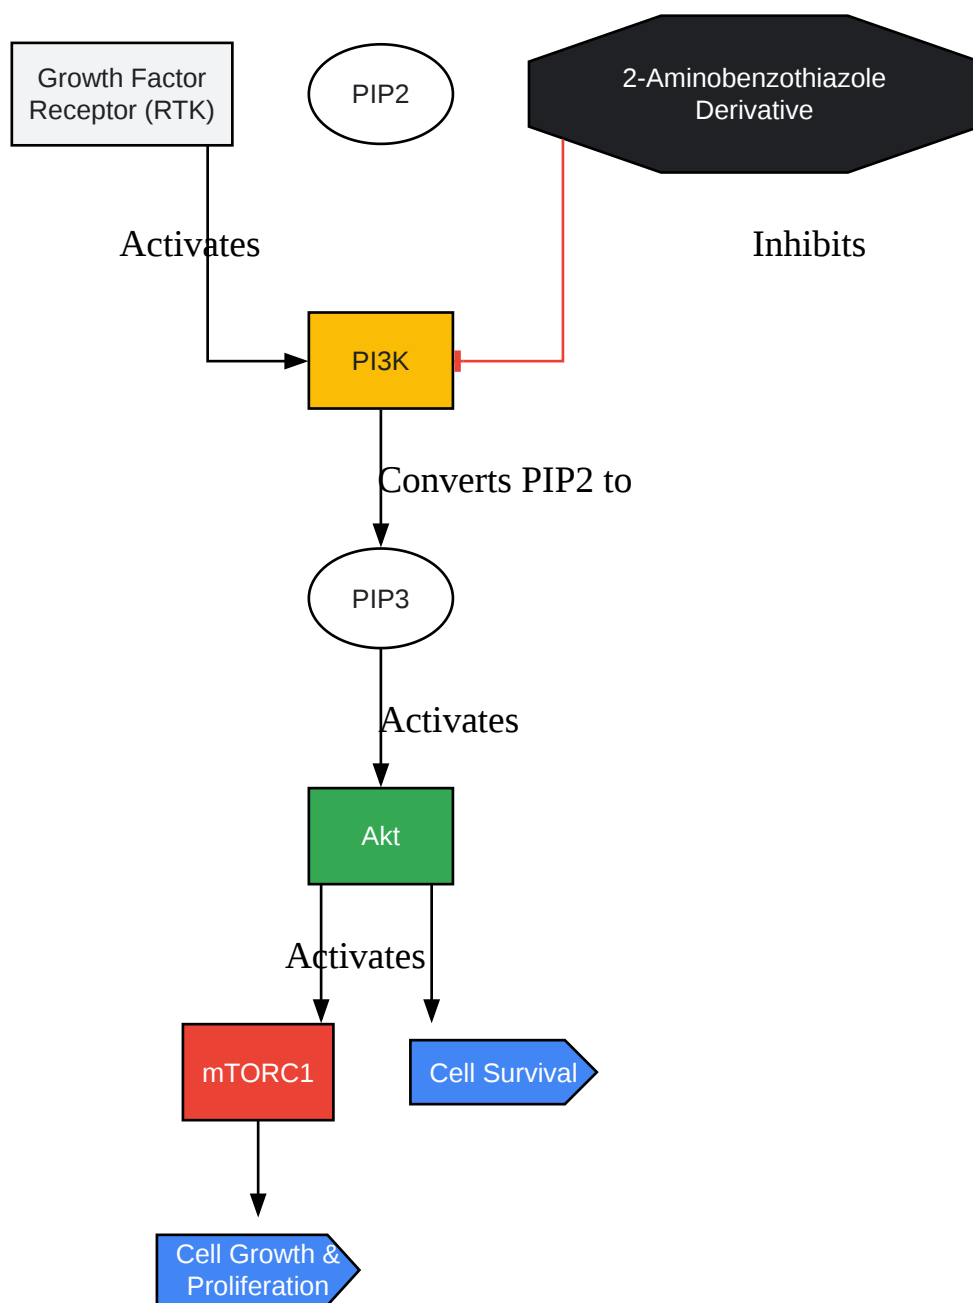 Growth Factor
Receptor (RTK)
PIP2
2-Aminobenzothiazole
Derivative
Activates
Inhibits
PI3K
Converts PIP2 to
PIP3
Activates
Akt
Activates
mTORC1
Cell Survival
Cell Growth &
Proliferation